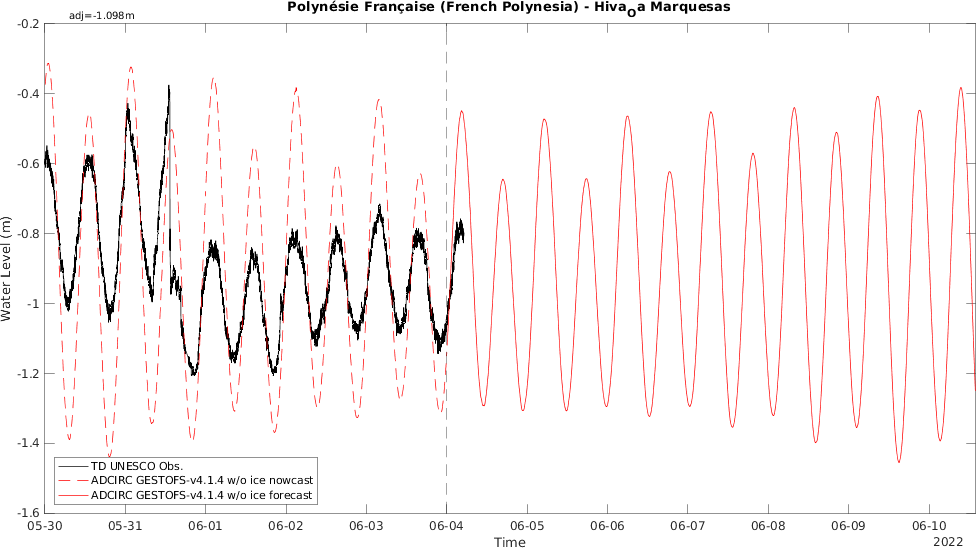 Polynésie Française (French Polynesia) - Hiva_Oa Marquesas
adj=-1.098m
-0.2
-0.4
-0.6
-0.8
-1
-1.2
-1.4
-1.6
Water Level (m)
TD UNESCO Obs.
ADCIRC GESTOFS-v4.1.4 w/o ice nowcast
ADCIRC GESTOFS-v4.1.4 w/o ice forecast
05-30 05-31 06-01 06-02 06-03 06-04 06-05 06-06 06-07 06-08 06-09 06-10
Time
2022